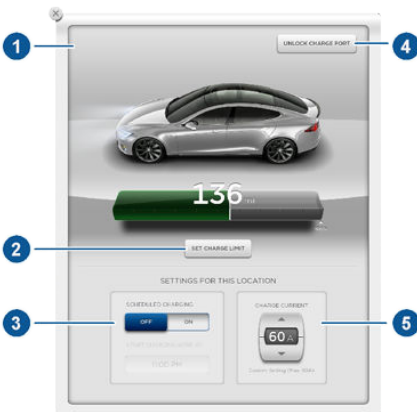 1
UNLOCK CHARGE PORT
4
136
2
SET CHARGE LIMIT
SETTINGS FOR THIS LOCATION
3
SCHEDULED CHARGING
OFF
ON
CHARGE CURRENT
60 A
5